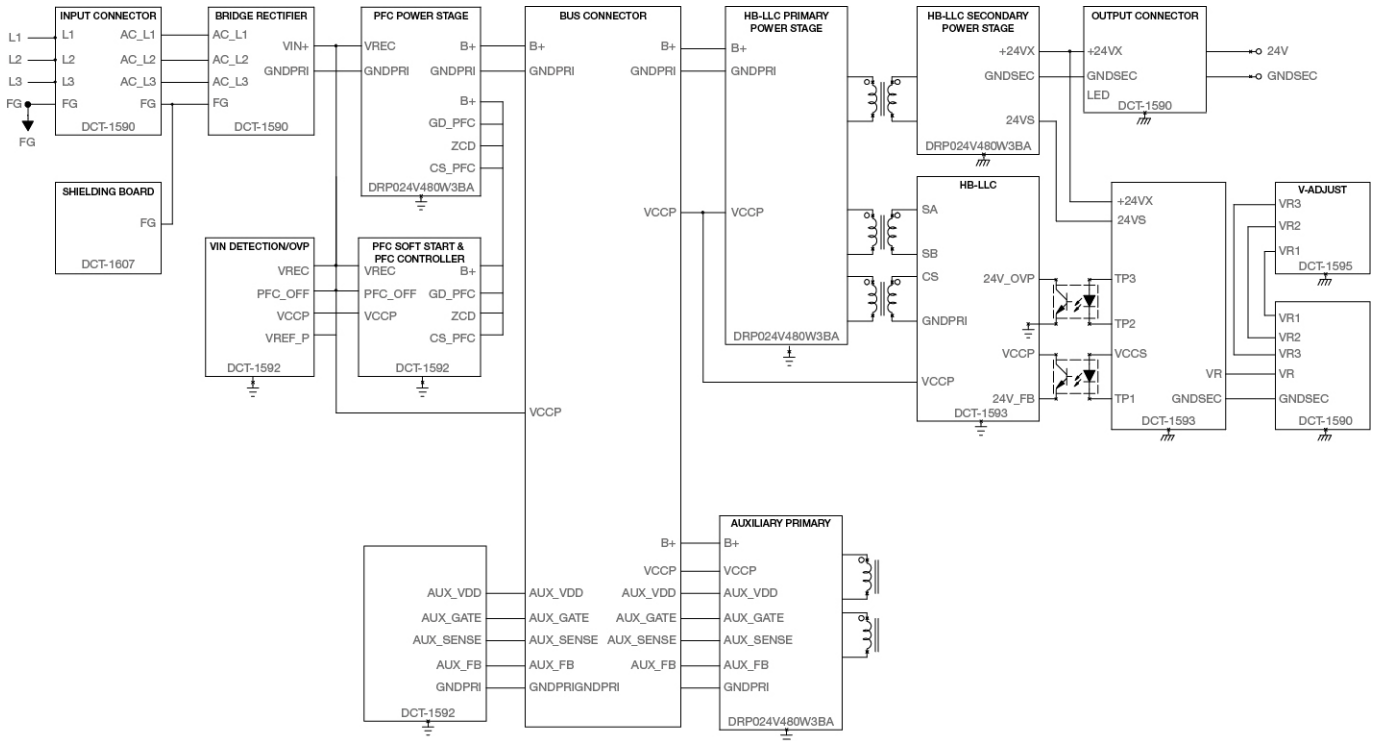 INPUT CONNECTOR
L1
L2
L3
FG
FG
L1
L2
L3
FG
AC_L1
AC_L2
AC_L3
FG
DCT-1590
BRIDGE RECTIFIER
AC_L1
AC_L2
AC_L3
FG
VIN+
GNDPRI
DCT-1590
SHIELDING BOARD
FG
DCT-1607
PFC POWER STAGE
VREC
GNDPRI
B+
GNDPRI
B+
GD_PFC
ZCD
CS_PFC
DRP024V480W3BA
VIN DETECTION/OVP
VREC
PFC_OFF
VCCP
VREF_P
DCT-1592
PFC SOFT START &
PFC CONTROLLER
VREC
PFC_OFF
VCCP
B+
GD_PFC
ZCD
CS_PFC
DCT-1592
BUS CONNECTOR
B+
GNDPRI
B+
GNDPRI
VCCP
VCCP
B+
VCCP
AUX_VDD
AUX_VDD
AUX_GATE
AUX_GATE
AUX_SENSE
AUX_SENSE
AUX_FB
AUX_FB
GNDPRI
GNDPRI
AUX_VDD
AUX_GATE
AUX_SENSE
AUX_FB
GNDPRI
DCT-1592
HB-LLC PRIMARY
POWER STAGE
B+
GNDPRI
VCCP
DRP024V480W3BA
HB-LLC SECONDARY
POWER STAGE
+24VX
GNDSEC
24VS
DRP024V480W3BA
OUTPUT CONNECTOR
+24VX
GNDSEC
LED
DCT-1590
24V
GNDSEC
HB-LLC
SA
SB
CS
GNDPRI
VCCP
24V_OVP
VCCP
24V_FB
DCT-1593
+24VX
24VS
TP3
TP2
VCCS
TP1
VR
GNDSEC
DCT-1593
V-ADJUST
VR3
VR2
VR1
DCT-1595
VR1
VR2
VR3
VR
GNDSEC
DCT-1590
AUXILIARY PRIMARY
B+
VCCP
AUX_VDD
AUX_GATE
AUX_SENSE
AUX_FB
GNDPRI
DRP024V480W3BA